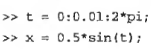 >> t = 0:0.01:2*pi;
>> x = 0.5*sin(t);